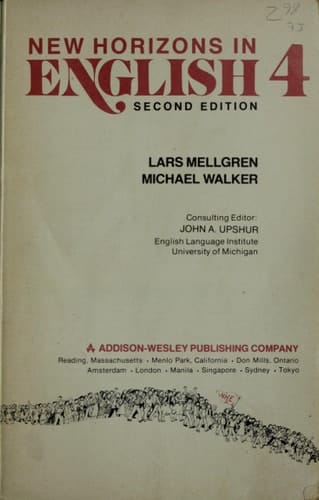 298
NEW HORIZONS IN
ENGLISH 4
SECOND EDITION
LARS MELLGREN
MICHAEL WALKER
Consulting Editor:
JOHN A. UPSHUR
English Language Institute
University of Michigan
ADDISON-WESLEY PUBLISHING COMPANY
Reading, Massachusetts • Menlo Park, California • Don Mills, Ontario
Amsterdam • London • Manila • Singapore • Sydney • Tokyo